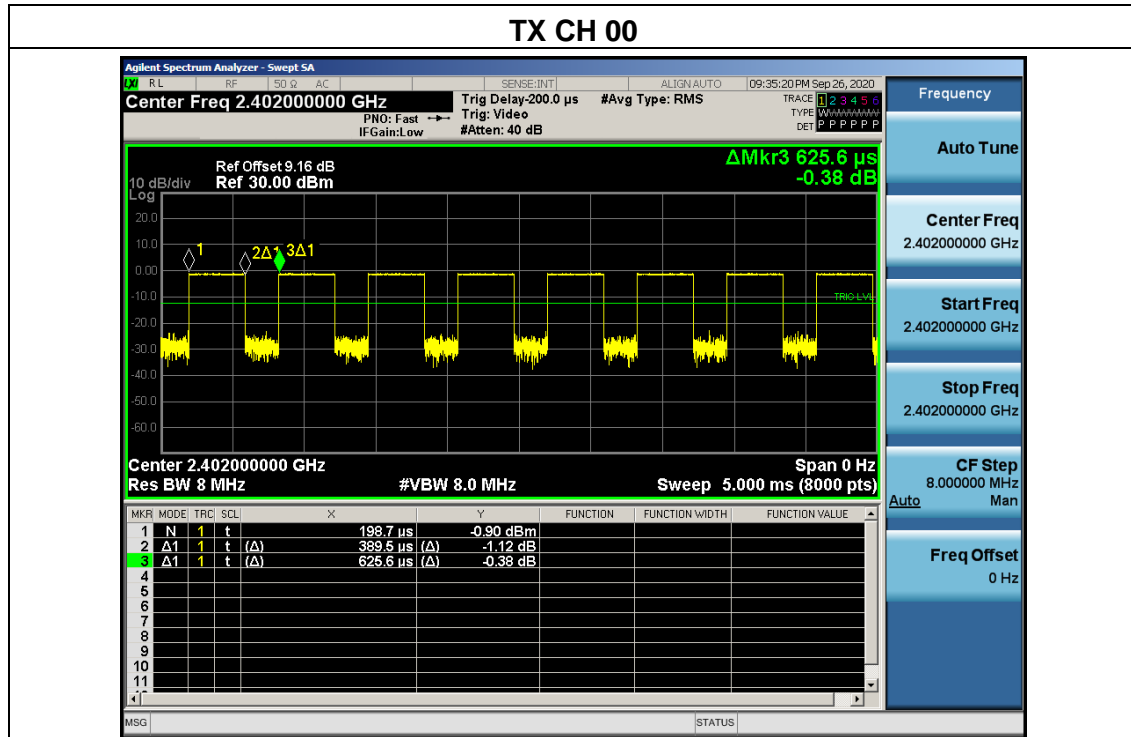 TX CH 00
Agilent Spectrum Analyzer - Swept SA
LXI RL RF 50 Ω AC SENSE:INT ALIGN AUTO 09:35:20 PM Sep 26, 2020
Center Freq 2.402000000 GHz
PNO: Fast
IFGain:Low
Trig Delay-200.0 µs
Trig: Video
#Atten: 40 dB
#Avg Type: RMS
TRACE 1 2 3 4 5 6
TYPE
DET P P P P P P
Ref Offset 9.16 dB
Ref 30.00 dBm
10 dB/div
Log
ΔMkr3 625.6 µs
-0.38 dB
20.0
10.0
0.00
-10.0
-20.0
-30.0
-40.0
-50.0
-60.0
1
2Δ1
3Δ1
TRIG LVL
Center 2.402000000 GHz
Res BW 8 MHz
#VBW 8.0 MHz
Span 0 Hz
Sweep 5.000 ms (8000 pts)
MKR MODE TRC SCL X Y FUNCTION FUNCTION WIDTH FUNCTION VALUE
1 N 1 t 198.7 µs -0.90 dBm
2 Δ1 1 t (Δ) 389.5 µs (Δ) -1.12 dB
3 Δ1 1 t (Δ) 625.6 µs (Δ) -0.38 dB
4
5
6
7
8
9
10
11
MSG STATUS
Frequency
Auto Tune
Center Freq
2.402000000 GHz
Start Freq
2.402000000 GHz
Stop Freq
2.402000000 GHz
CF Step
8.000000 MHz
Auto Man
Freq Offset
0 Hz